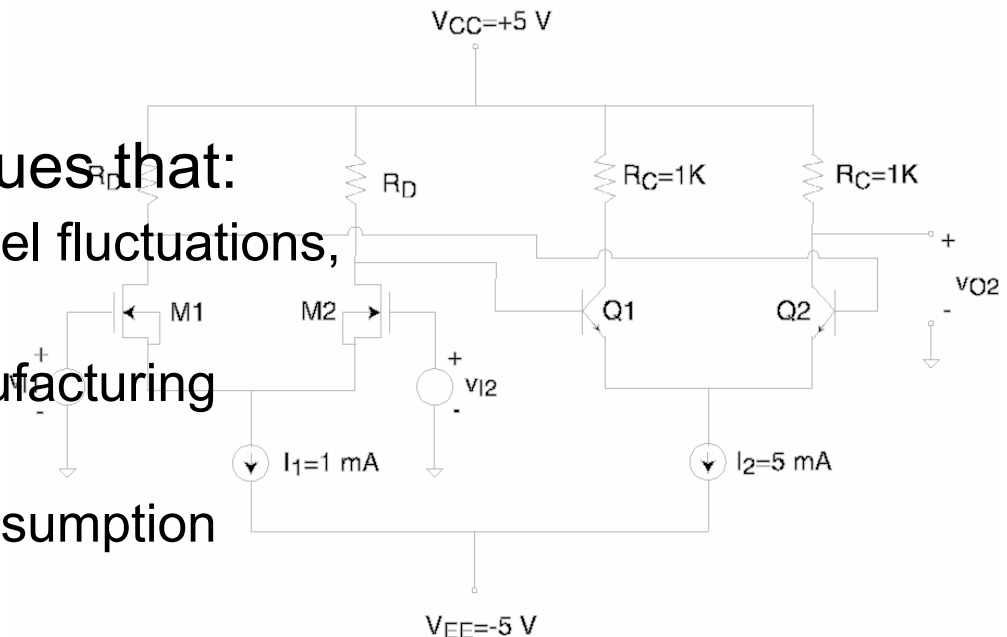 VCC=+5 V
ues that:
RD
RD
RC=1K
RC=1K
el fluctuations,
+
vO2
-
M1
M2
Q1
Q2
+
+
ufacturing
vI2
-
-
I1=1 mA
I2=5 mA
sumption
VEE=-5 V